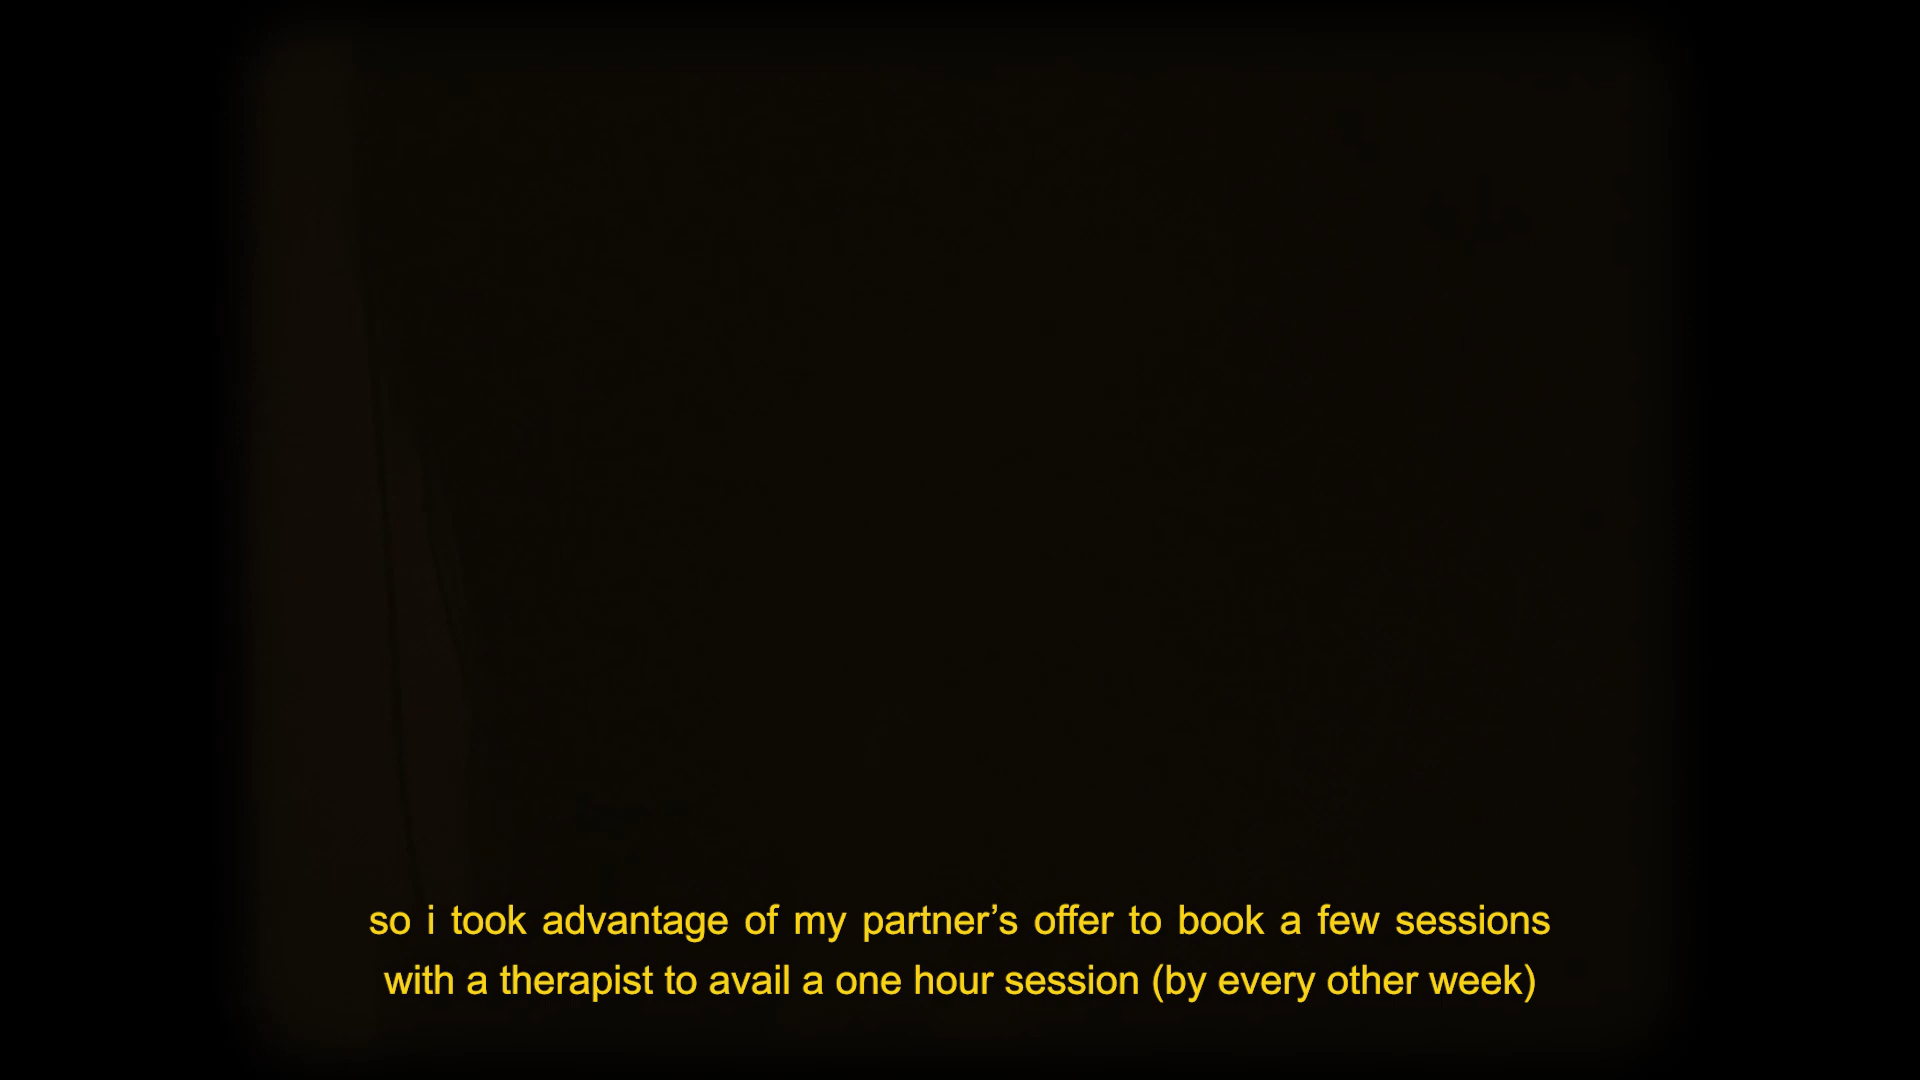 so i took advantage of my partner’s offer to book a few sessions
with a therapist to avail a one hour session (by every other week)